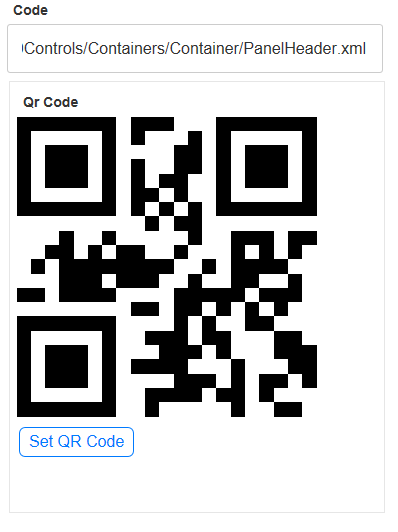 Code
Controls/Containers/Container/PanelHeader.xml
Qr Code
Set QR Code